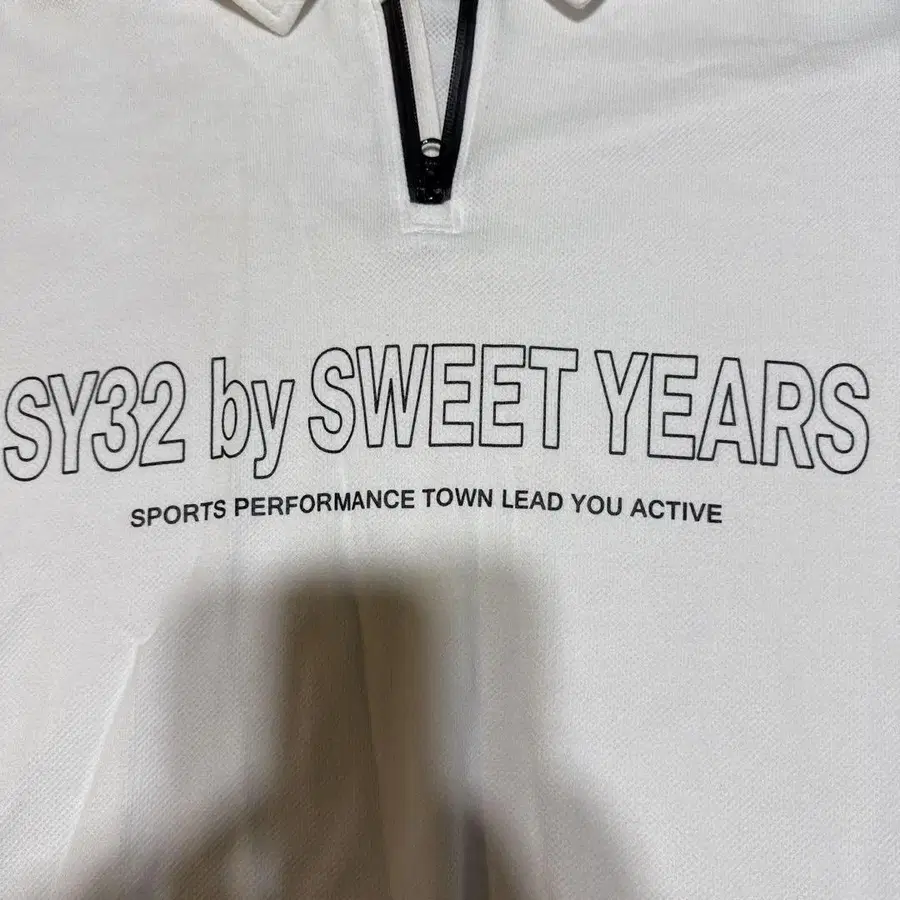 SY32 by SWEET YEARS
SPORTS PERFORMANCE TOWN LEAD YOU ACTIVE